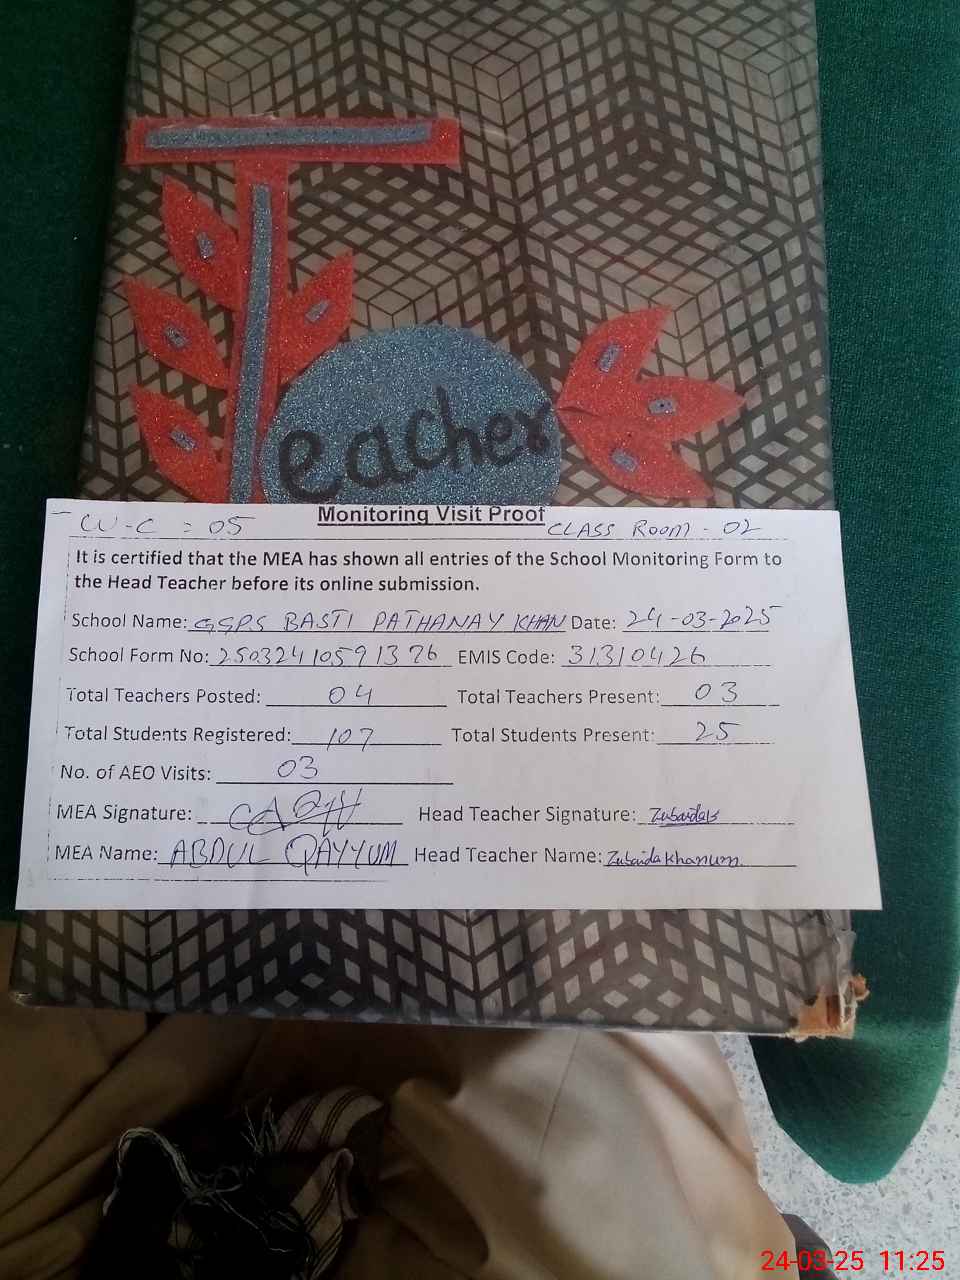 Teacher
Monitoring Visit Proof
W-C = 05 CLASS ROOM - 02
It is certified that the MEA has shown all entries of the School Monitoring Form to
the Head Teacher before its online submission.
School Name: GGPS BASTI PATHANAY KHAN Date: 24-03-2025
School Form No: 25032410591376 EMIS Code: 31310426
Total Teachers Posted: 04 Total Teachers Present: 03
Total Students Registered: 107 Total Students Present: 25
No. of AEO Visits: 03
MEA Signature: Head Teacher Signature:
MEA Name: ABDUL QAYYUM Head Teacher Name: Zubaida Khanum.
24-03-25 11:25